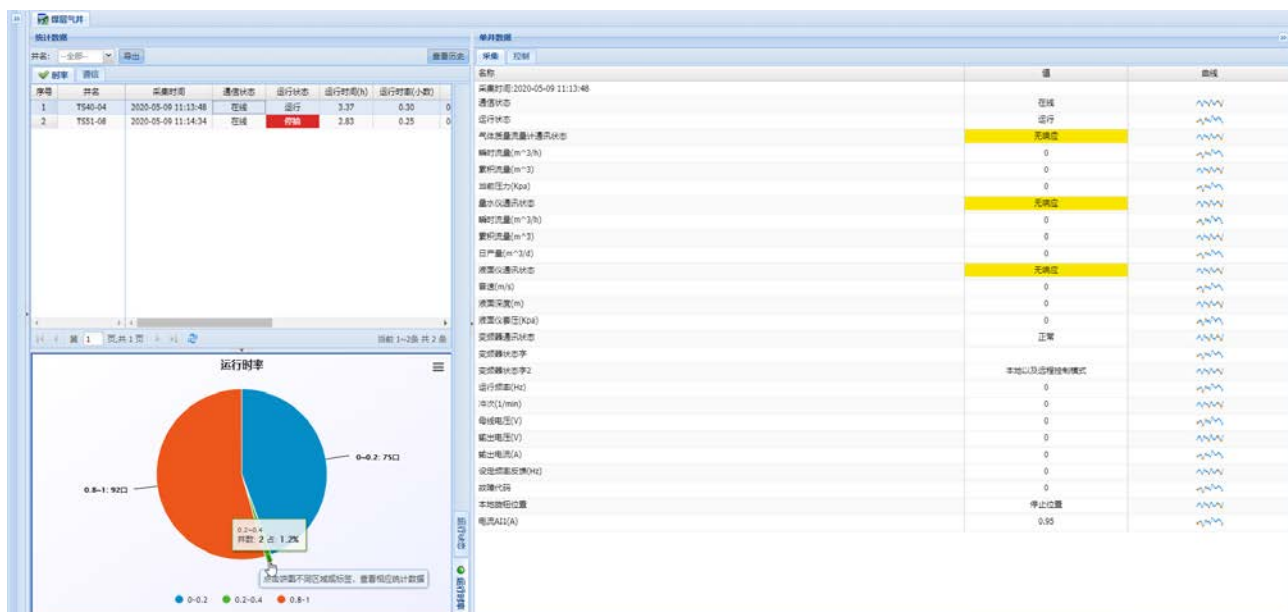 煤层气井
统计数据
井名: --全部-- 导出 查看历史
时率 通信
序号 井名 采集时间 通信状态 运行状态 运行时间(h) 运行时率(小数)
1 TS40-04 2020-05-09 11:13:48 在线 运行 3.37 0.30 0
2 TS51-08 2020-05-09 11:14:34 在线 停抽 2.83 0.25 0
第 1 页,共 1 页 当前 1~2条 共 2 条
运行时率
0~0.2: 75口
0.8~1: 92口
0.2~0.4
井数: 2 占: 1.2%
点击饼图不同区域或标签,查看相应统计数据
0-0.2 0.2-0.4 0.8-1
运行状态
运行时率
单井数据
采集 控制
名称 值 曲线
采集时间:2020-05-09 11:13:48
通信状态 在线
运行状态 运行
气体质量流量计通讯状态 无响应
瞬时流量(m^3/h) 0
累积流量(m^3) 0
当前压力(Kpa) 0
量水仪通讯状态 无响应
瞬时流量(m^3/h) 0
累积流量(m^3) 0
日产量(m^3/d) 0
液面仪通讯状态 无响应
音速(m/s) 0
液面深度(m) 0
液面仪套压(Kpa) 0
变频器通讯状态 正常
变频器状态字
变频器状态字2 本地以及远程控制模式
运行频率(Hz) 0
冲次(1/min) 0
母线电压(V) 0
输出电压(V) 0
输出电流(A) 0
设定频率反馈(Hz) 0
故障代码 0
本地旋钮位置 停止位置
电流AI1(A) 0.95